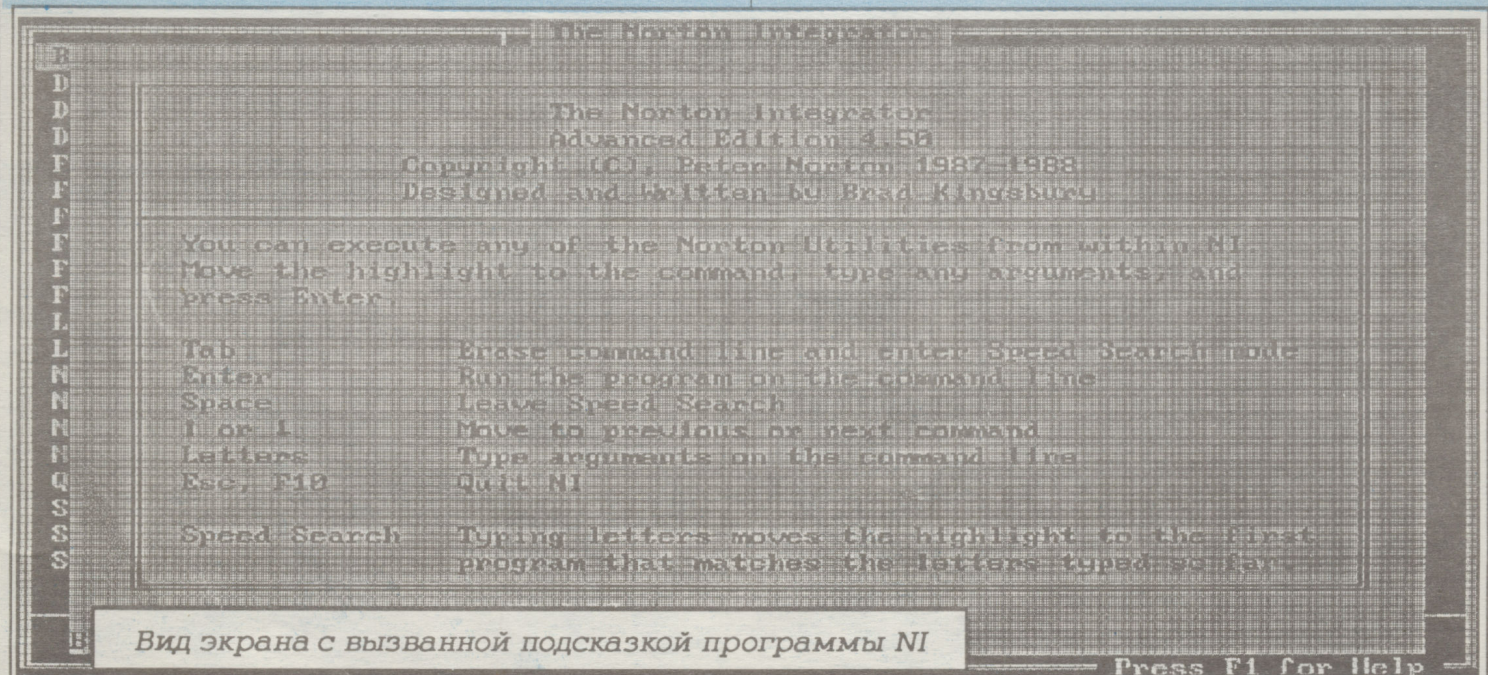 The Norton Integrator
B
D
D
D
F
F
F
F
F
F
L
L
N
N
N
N
Q
S
S
S
The Norton Integrator
Advanced Edition 4.50
Copyright (C), Peter Norton 1987-1988
Designed and Written by Brad Kingsbury
You can execute any of the Norton Utilities from within NI.
Move the highlight to the command, type any arguments, and
press Enter.
Tab Erase command line and enter Speed Search mode
Enter Run the program on the command line
Space Leave Speed Search
↑ or ↓ Move to previous or next command
Letters Type arguments on the command line
Esc, F10 Quit NI
Speed Search Typing letters moves the highlight to the first
program that matches the letters typed so far.
Вид экрана с вызванной подсказкой программы NI
Press F1 for Help